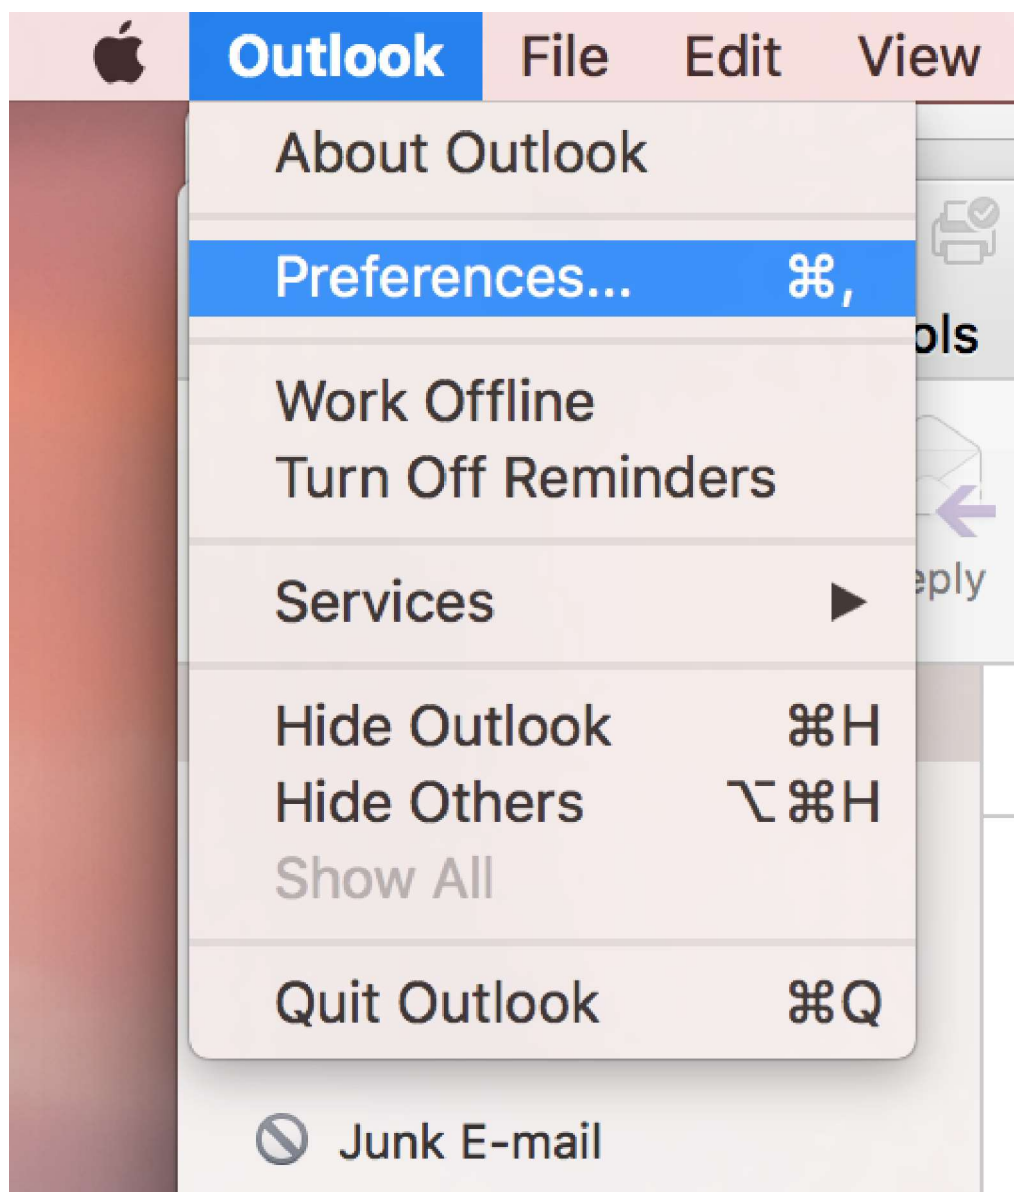 Outlook File Edit View
About Outlook
Preferences... ⌘,
Work Offline
Turn Off Reminders
Services ▶
Hide Outlook ⌘H
Hide Others ⌥⌘H
Show All
Quit Outlook ⌘Q
Junk E-mail